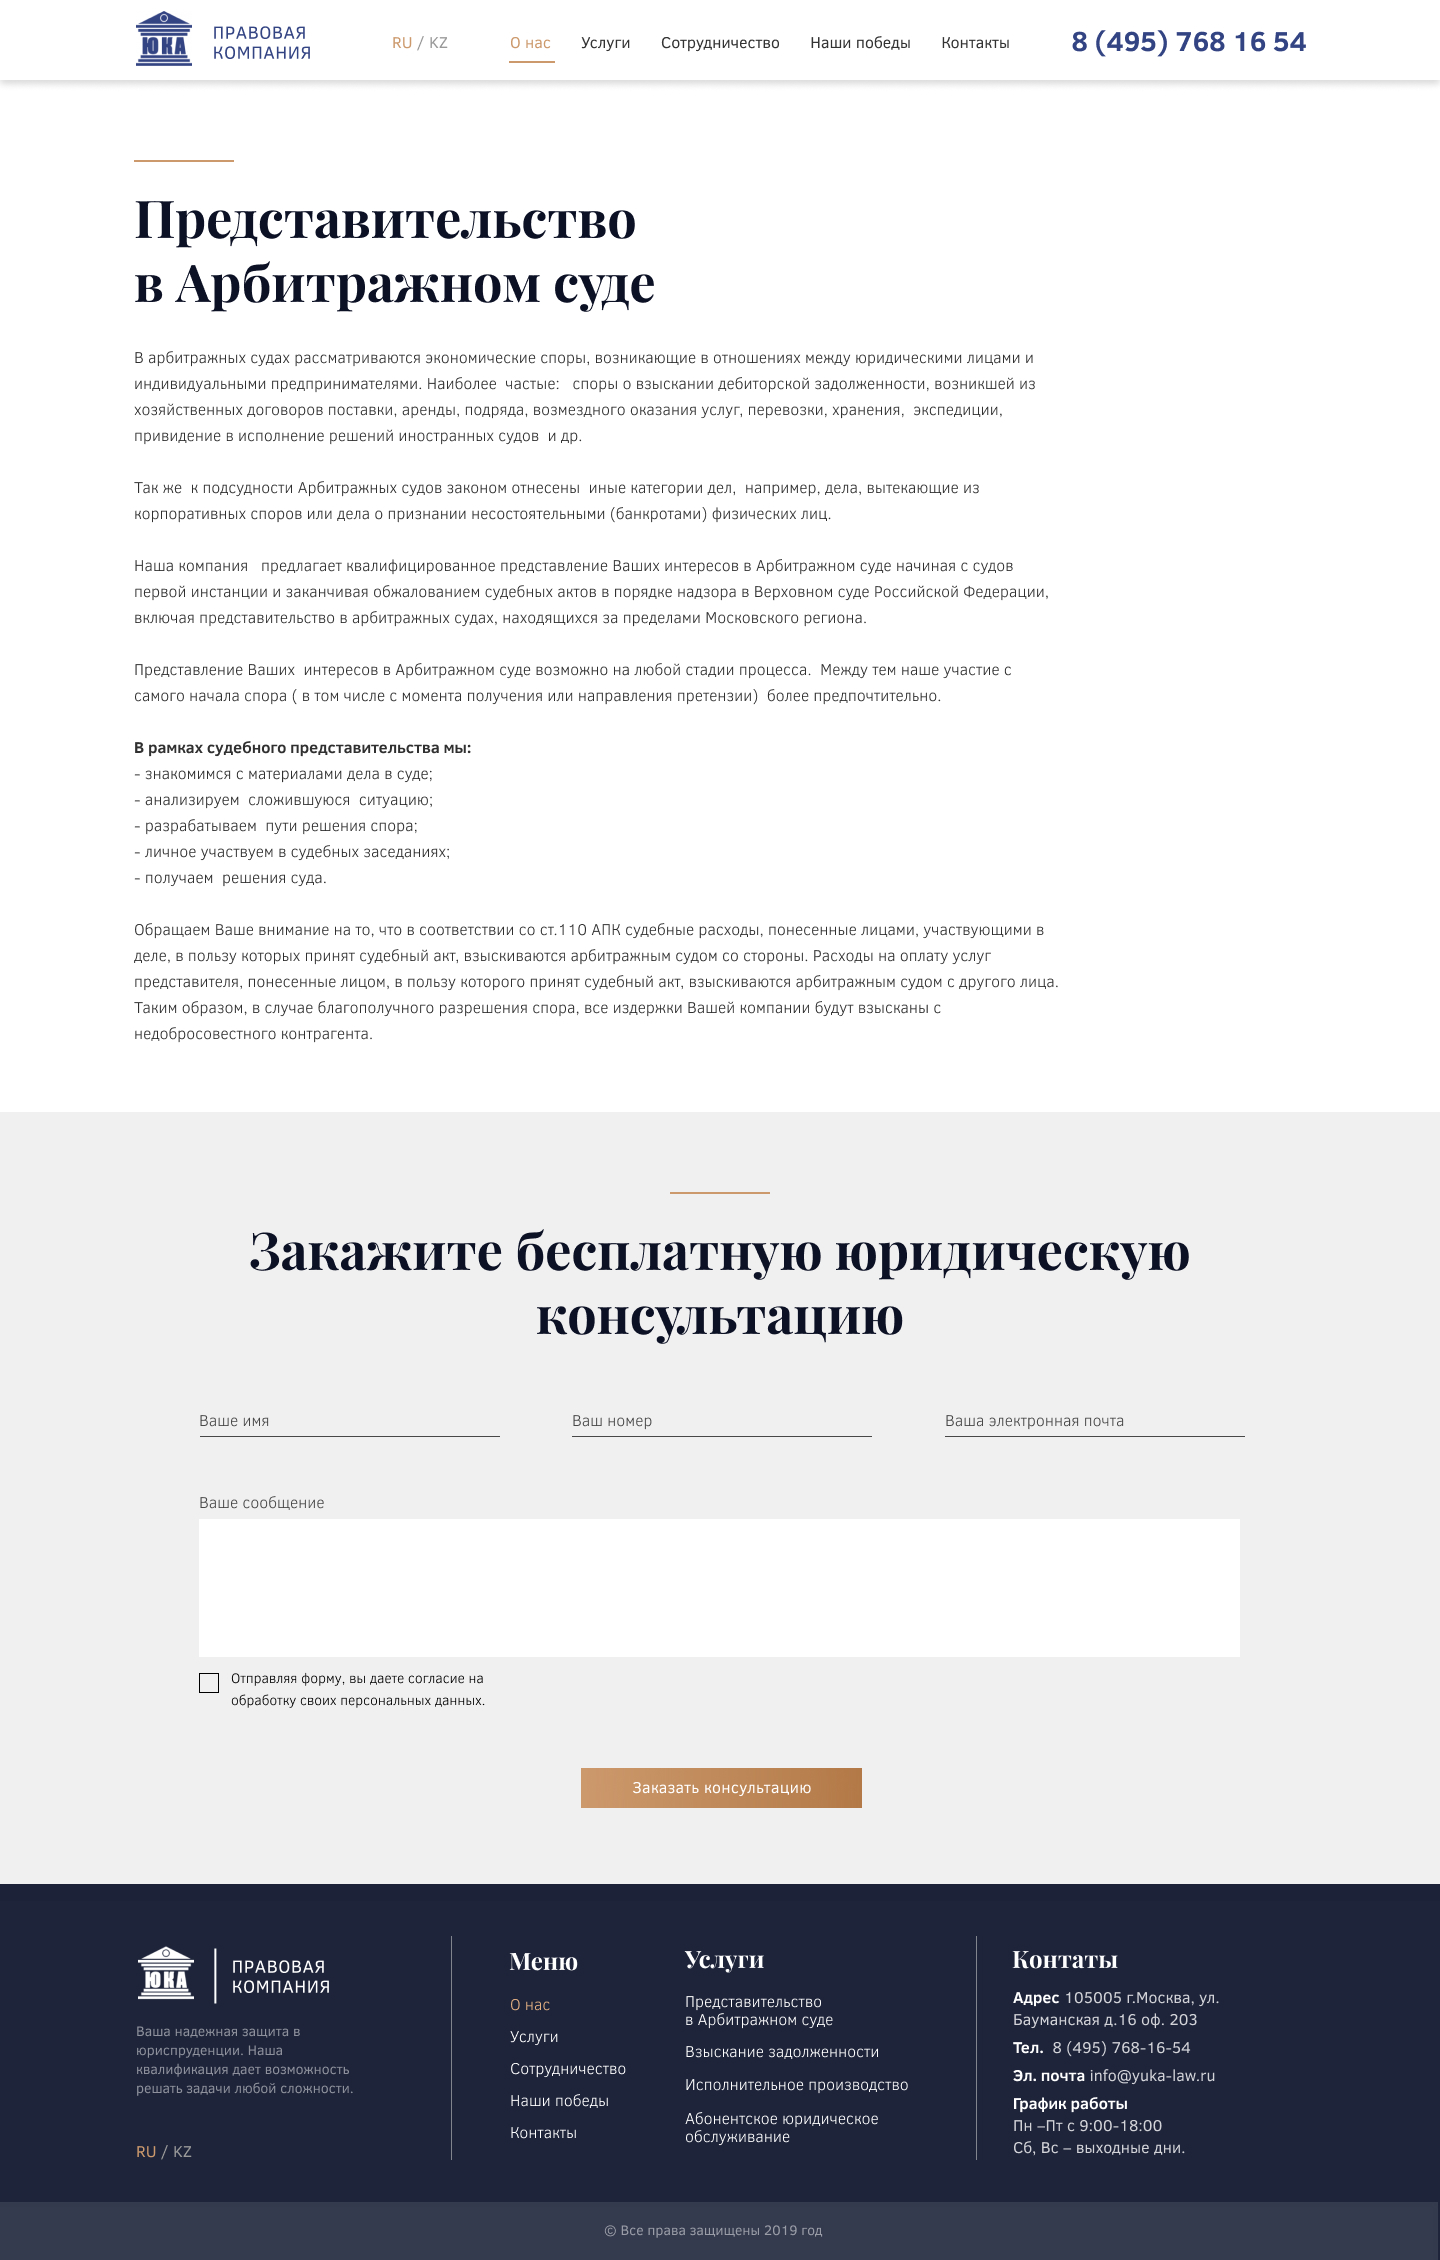 ЮКА
ПРАВОВАЯ
КОМПАНИЯ
RU / KZ
О нас
Услуги
Сотрудничество
Наши победы
Контакты
8 (495) 768 16 54
Представительство
в Арбитражном суде
В арбитражных судах рассматриваются экономические споры, возникающие в отношениях между юридическими лицами и
индивидуальными предпринимателями. Наиболее  частые:   споры о взыскании дебиторской задолженности, возникшей из
хозяйственных договоров поставки, аренды, подряда, возмездного оказания услуг, перевозки, хранения,  экспедиции,
привидение в исполнение решений иностранных судов  и др.
Так же  к подсудности Арбитражных судов законом отнесены  иные категории дел,  например, дела, вытекающие из
корпоративных споров или дела о признании несостоятельными (банкротами) физических лиц.
Наша компания   предлагает квалифицированное представление Ваших интересов в Арбитражном суде начиная с судов
первой инстанции и заканчивая обжалованием судебных актов в порядке надзора в Верховном суде Российской Федерации,
включая представительство в арбитражных судах, находящихся за пределами Московского региона.
Представление Ваших  интересов в Арбитражном суде возможно на любой стадии процесса.  Между тем наше участие с
самого начала спора ( в том числе с момента получения или направления претензии)  более предпочтительно.
В рамках судебного представительства мы:
- знакомимся с материалами дела в суде;
- анализируем  сложившуюся  ситуацию;
- разрабатываем  пути решения спора;
- личное участвуем в судебных заседаниях;
- получаем  решения суда.
Обращаем Ваше внимание на то, что в соответствии со ст.110 АПК судебные расходы, понесенные лицами, участвующими в
деле, в пользу которых принят судебный акт, взыскиваются арбитражным судом со стороны. Расходы на оплату услуг
представителя, понесенные лицом, в пользу которого принят судебный акт, взыскиваются арбитражным судом с другого лица.
Таким образом, в случае благополучного разрешения спора, все издержки Вашей компании будут взысканы с
недобросовестного контрагента.
Закажите бесплатную юридическую
консультацию
Ваше имя
Ваш номер
Ваша электронная почта
Ваше сообщение
Отправляя форму, вы даете согласие на
обработку своих персональных данных.
Заказать консультацию
ЮКА
ПРАВОВАЯ
КОМПАНИЯ
Ваша надежная защита в
юриспруденции. Наша
квалификация дает возможность
решать задачи любой сложности.
RU / KZ
Меню
О нас
Услуги
Сотрудничество
Наши победы
Контакты
Услуги
Представительство
в Арбитражном суде
Взыскание задолженности
Исполнительное производство
Абонентское юридическое
обслуживание
Контаты
Адрес 105005 г.Москва, ул.
Бауманская д.16 оф. 203
Тел.  8 (495) 768-16-54
Эл. почта info@yuka-law.ru
График работы
Пн –Пт с 9:00-18:00
Сб, Вс – выходные дни.
© Все права защищены 2019 год